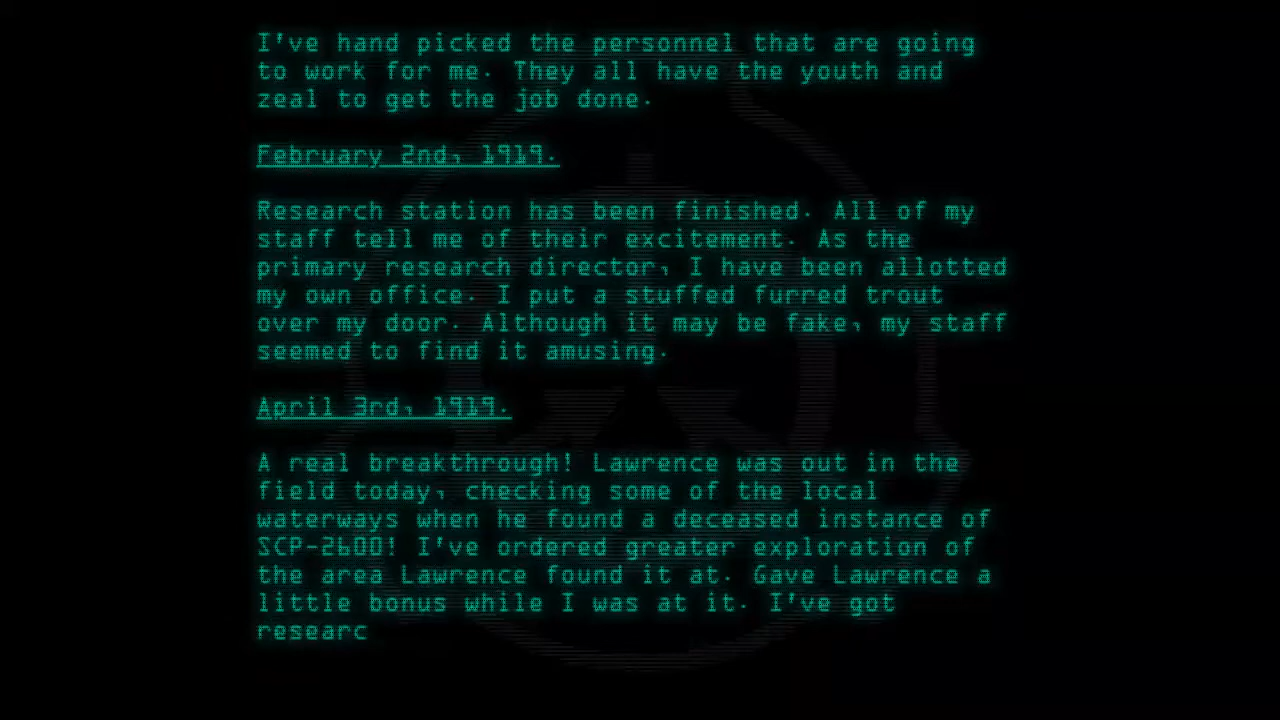 I've hand picked the personnel that are going
to work for me. They all have the youth and
zeal to get the job done.
February 2nd, 1919.
Research station has been finished. All of my
staff tell me of their excitement. As the
primary research director, I have been allotted
my own office. I put a stuffed furred trout
over my door. Although it may be fake, my staff
seemed to find it amusing.
April 3rd, 1919.
A real breakthrough! Lawrence was out in the
field today, checking some of the local
waterways when he found a deceased instance of
SCP-2600! I've ordered greater exploration of
the area Lawrence found it at. Gave Lawrence a
little bonus while I was at it. I've got
researc